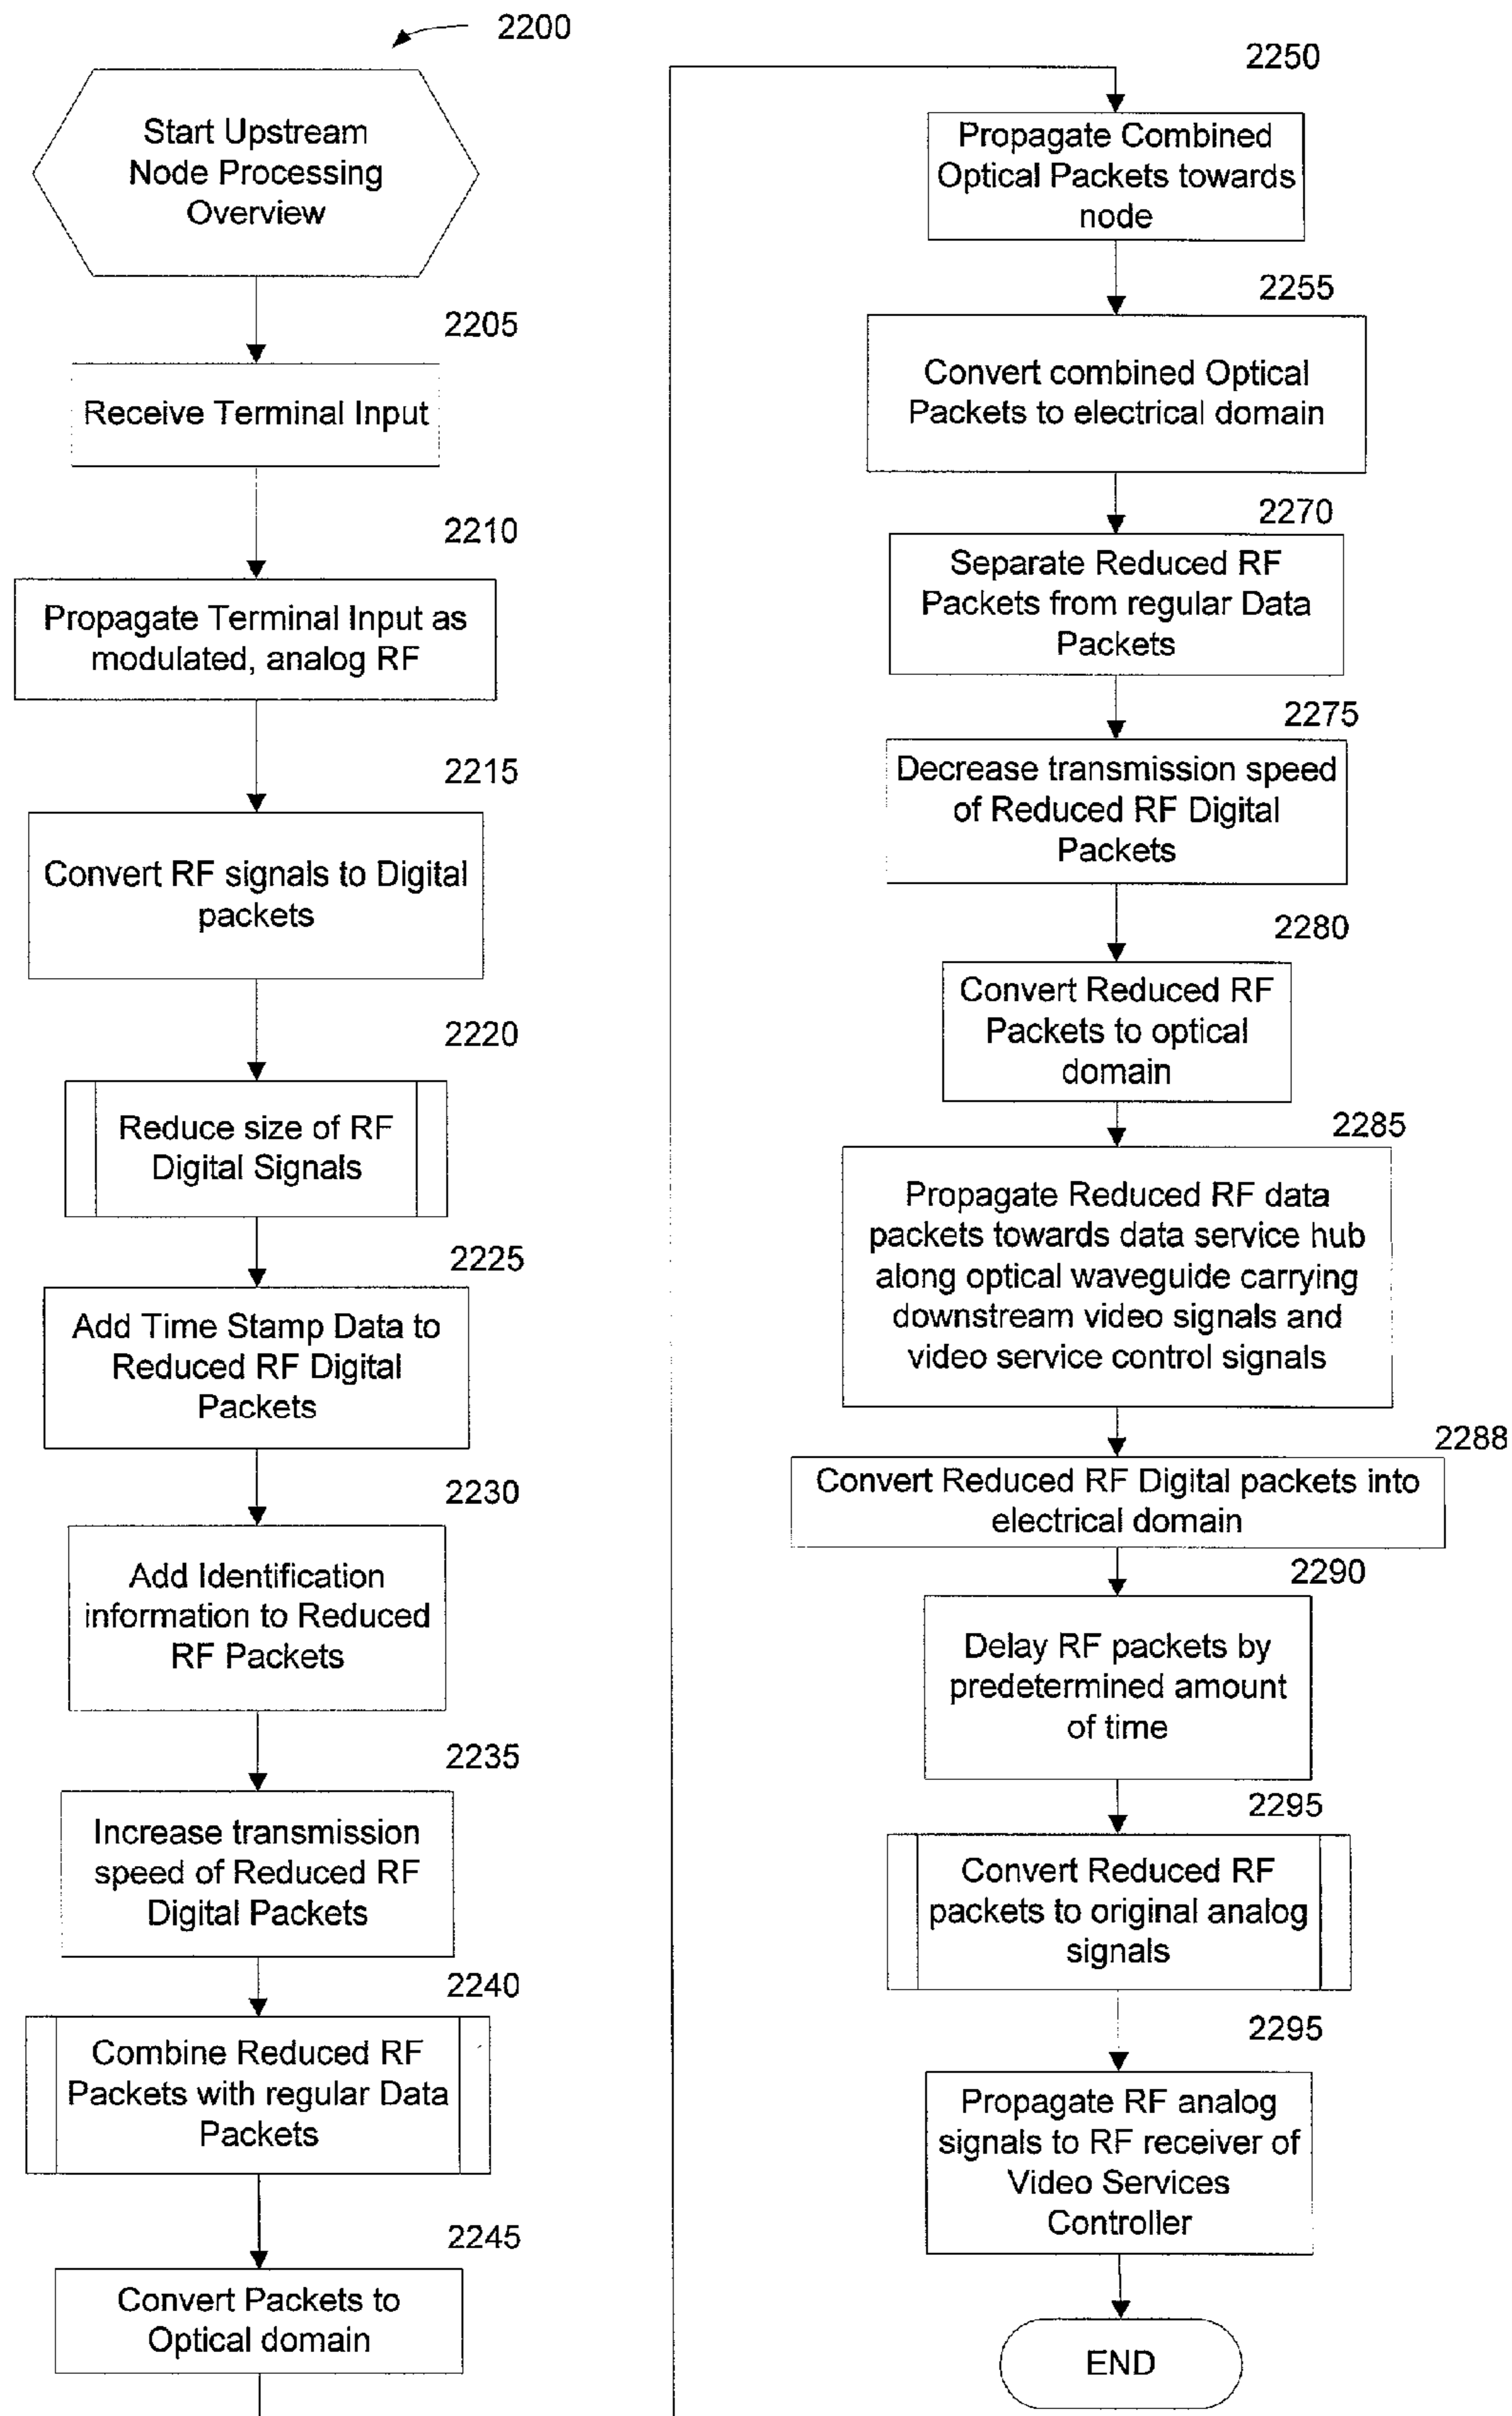 2200
Start Upstream
Node Processing
Overview
2205
Receive Terminal Input
2210
Propagate Terminal Input as
modulated, analog RF
2215
Convert RF signals to Digital
packets
2220
Reduce size of RF
Digital Signals
2225
Add Time Stamp Data to
Reduced RF Digital
Packets
2230
Add Identification
information to Reduced
RF Packets
2235
Increase transmission
speed of Reduced RF
Digital Packets
2240
Combine Reduced RF
Packets with regular Data
Packets
2245
Convert Packets to
Optical domain
2250
Propagate Combined
Optical Packets towards
node
2255
Convert combined Optical
Packets to electrical domain
2270
Separate Reduced RF
Packets from regular Data
Packets
2275
Decrease transmission speed
of Reduced RF Digital
Packets
2280
Convert Reduced RF
Packets to optical
domain
2285
Propagate Reduced RF data
packets towards data service hub
along optical waveguide carrying
downstream video signals and
video service control signals
2288
Convert Reduced RF Digital packets into
electrical domain
2290
Delay RF packets by
predetermined amount
of time
2295
Convert Reduced RF
packets to original analog
signals
2295
Propagate RF analog
signals to RF receiver of
Video Services
Controller
END